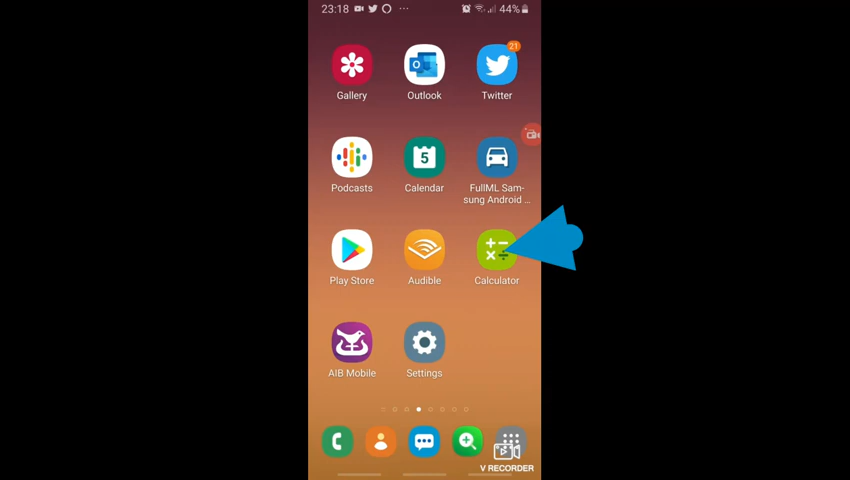 23:18
44%
21
Gallery
Outlook
Twitter
5
Podcasts
Calendar
FullML Sam-
sung Android ...
Play Store
Audible
Calculator
AIB Mobile
Settings
V RECORDER